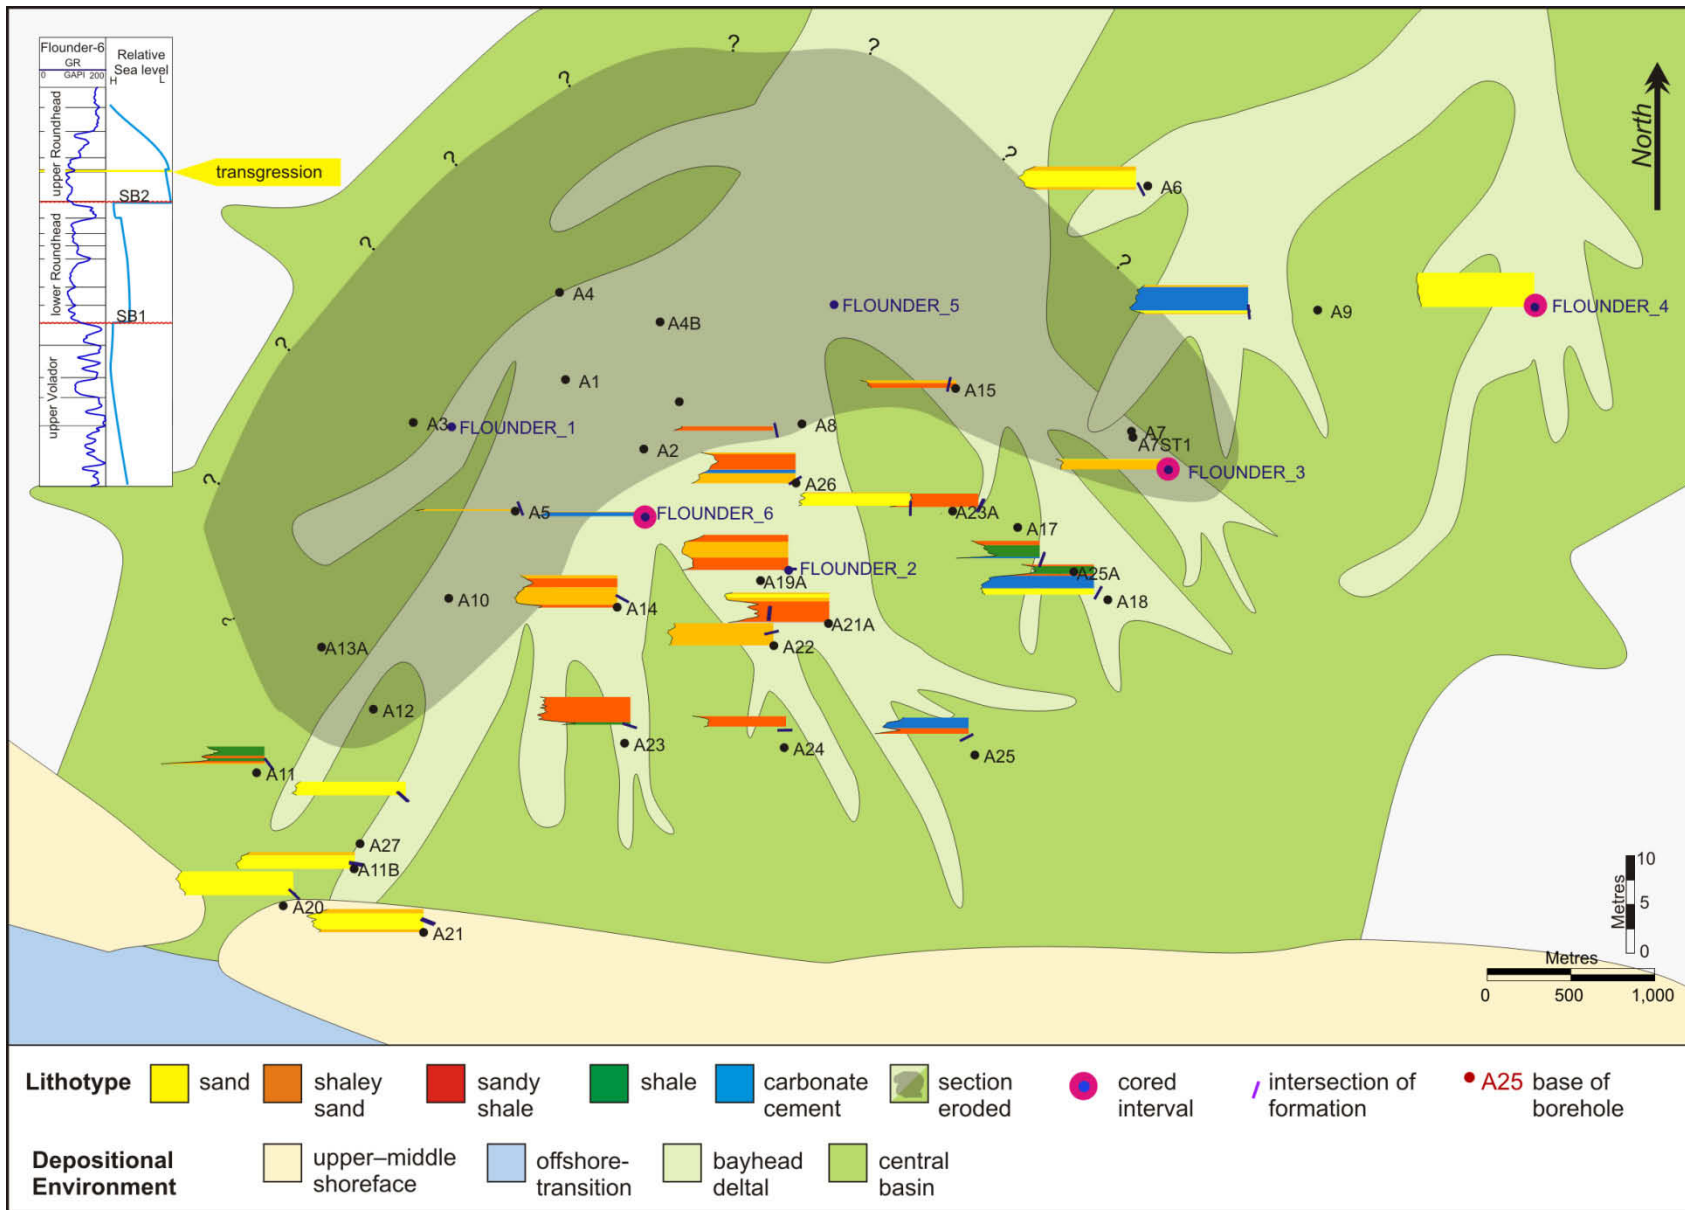 Flounder-6
GR
0 GAPI 200
Relative
Sea level
H L
upper Roundhead
SB2
lower Roundhead
SB1
upper Volador
transgression
North
?
?
?
?
?
?
?
?
?
?
A6
A4
A4B
FLOUNDER_5
A9
FLOUNDER_4
A1
A15
A3
FLOUNDER_1
A8
A7
A7ST1
A2
FLOUNDER_3
A26
A5
FLOUNDER_6
A23A
A17
FLOUNDER_2
A19A
A25A
A10
A14
A18
A21A
A22
A13A
A12
A23
A24
A25
A11
A27
A11B
A20
A21
10
5
0
Metres
Metres
0 500 1,000
Lithotype
sand
shaley
sand
sandy
shale
shale
carbonate
cement
section
eroded
cored
interval
intersection of
formation
A25 base of
borehole
Depositional
Environment
upper–middle
shoreface
offshore-
transition
bayhead
deltal
central
basin